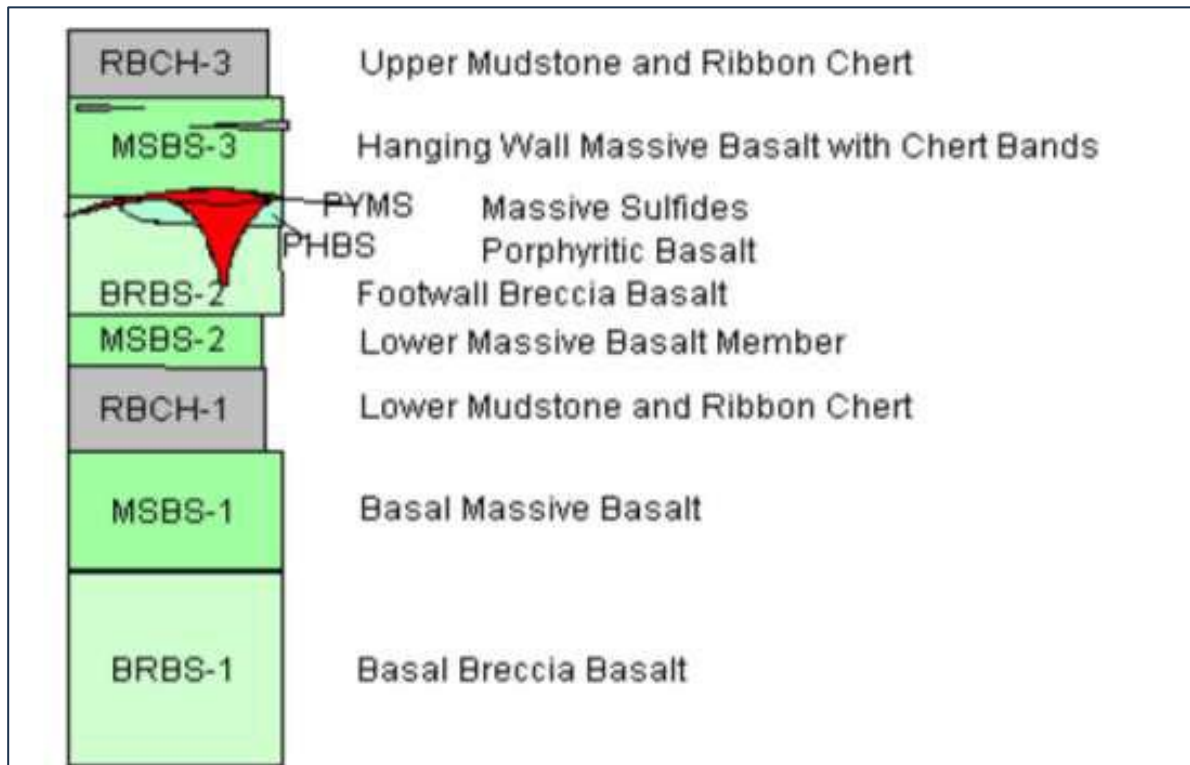 RBCH-3 Upper Mudstone and Ribbon Chert
MSBS-3 Hanging Wall Massive Basalt with Chert Bands
PYMS Massive Sulfides
PHBS Porphyritic Basalt
BRBS-2 Footwall Breccia Basalt
MSBS-2 Lower Massive Basalt Member
RBCH-1 Lower Mudstone and Ribbon Chert
MSBS-1 Basal Massive Basalt
BRBS-1 Basal Breccia Basalt